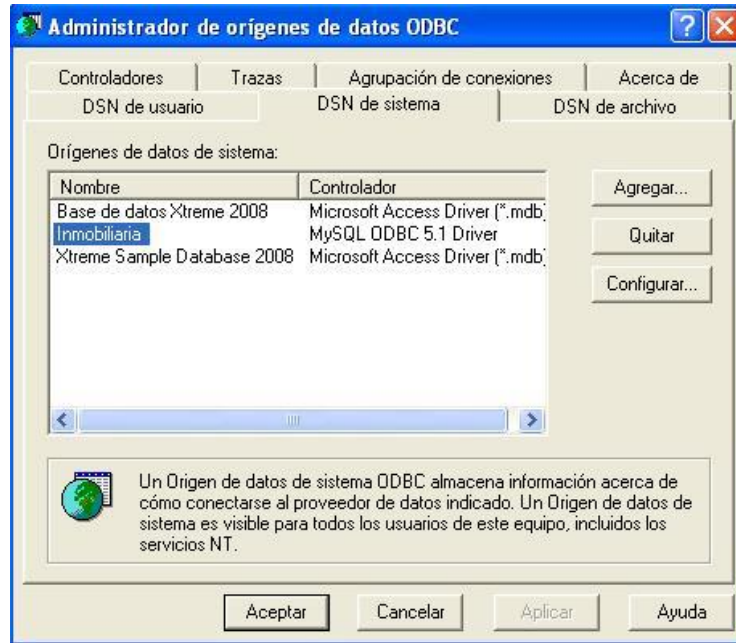 Administrador de orígenes de datos ODBC
Controladores Trazas Agrupación de conexiones Acerca de
DSN de usuario DSN de sistema DSN de archivo
Orígenes de datos de sistema:
Nombre Controlador
Base de datos Xtreme 2008 Microsoft Access Driver (*.mdb)
Inmobiliaria MySQL ODBC 5.1 Driver
Xtreme Sample Database 2008 Microsoft Access Driver (*.mdb)
Agregar...
Quitar
Configurar...
Un Origen de datos de sistema ODBC almacena información acerca de
cómo conectarse al proveedor de datos indicado. Un Origen de datos de
sistema es visible para todos los usuarios de este equipo, incluidos los
servicios NT.
Aceptar Cancelar Aplicar Ayuda